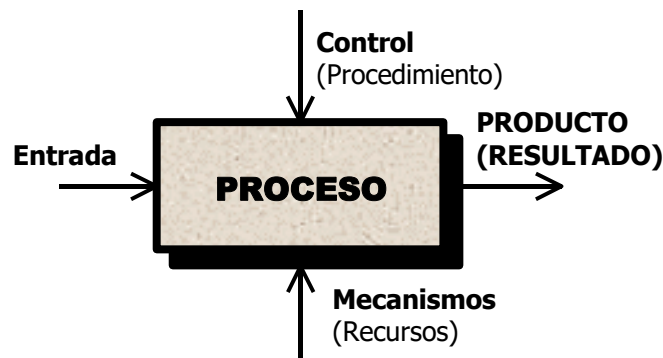 Control
(Procedimiento)
PRODUCTO
(RESULTADO)
Entrada
PROCESO
Mecanismos
(Recursos)